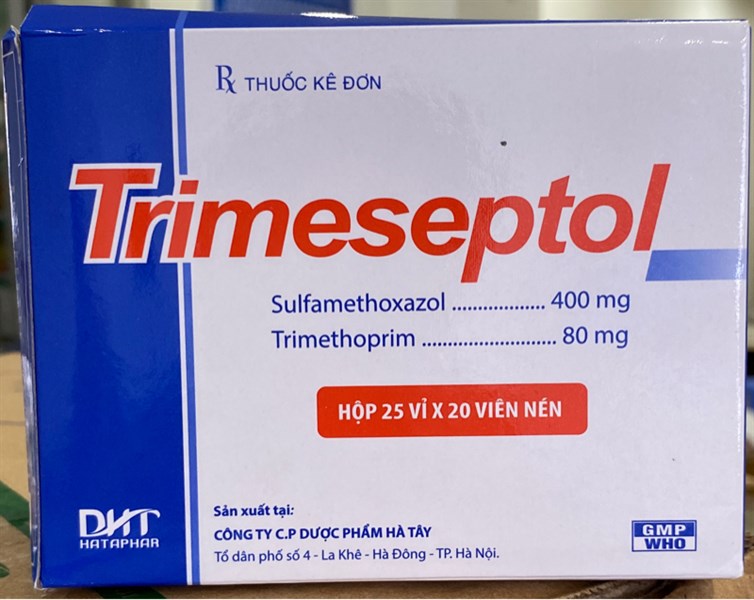 Rx THUỐC KÊ ĐƠN
Trimeseptol
Sulfamethoxazol .................. 400 mg
Trimethoprim .......................... 80 mg
HỘP 25 VỈ X 20 VIÊN NÉN
Sản xuất tại:
CÔNG TY C.P DƯỢC PHẨM HÀ TÂY
Tổ dân phố số 4 - La Khê - Hà Đông - TP. Hà Nội.
DHT
HATAPHAR
GMP
WHO